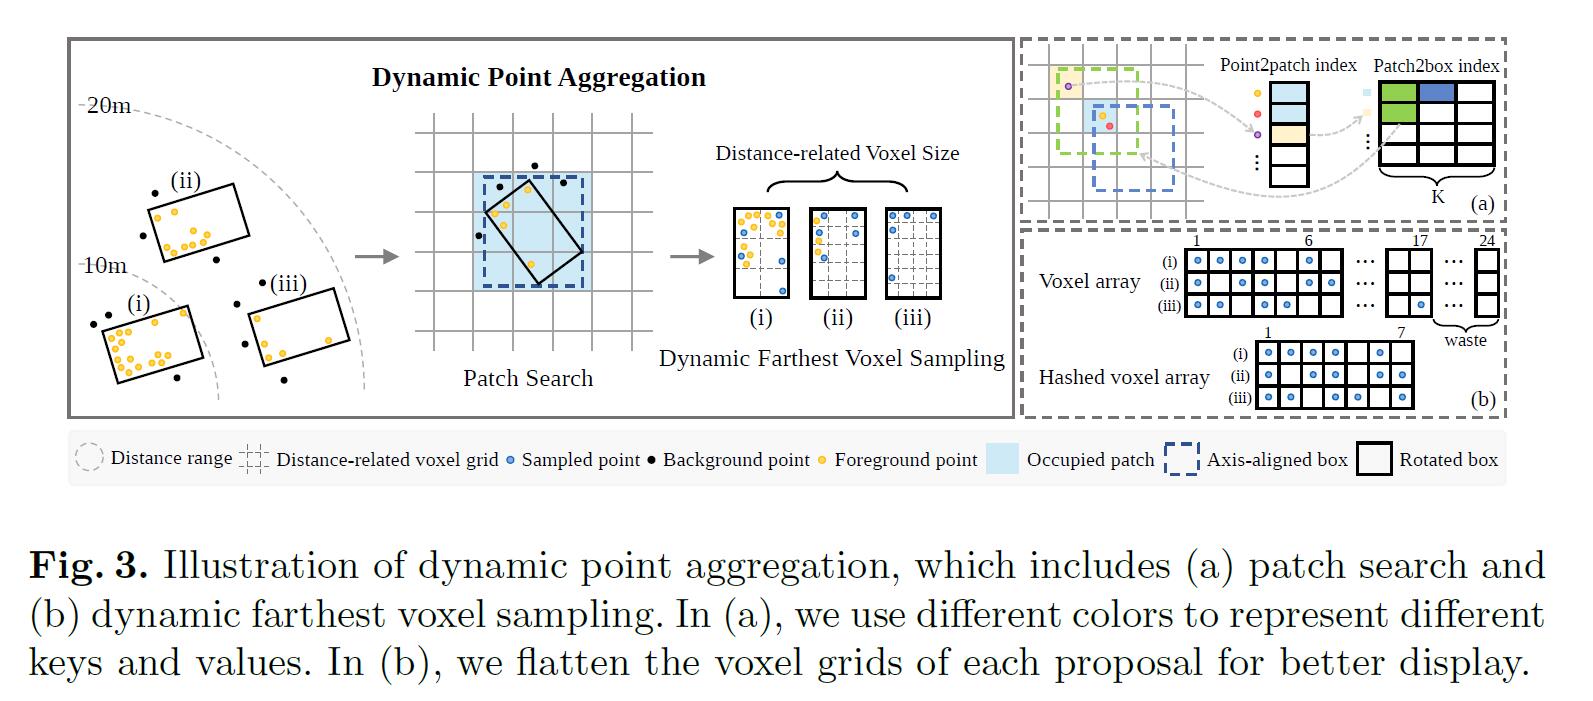 Dynamic Point Aggregation
20m
(ii)
10m
(i)
(iii)
Patch Search
Distance-related Voxel Size
(i) (ii) (iii)
Dynamic Farthest Voxel Sampling
Point2patch index Patch2box index
K
(a)
1 6 17 24
Voxel array
(i)
(ii)
(iii)
... ...
... ...
... ...
waste
1 7
Hashed voxel array
(i)
(ii)
(iii)
(b)
Distance range Distance-related voxel grid Sampled point Background point Foreground point Occupied patch Axis-aligned box Rotated box
Fig. 3. Illustration of dynamic point aggregation, which includes (a) patch search and
(b) dynamic farthest voxel sampling. In (a), we use different colors to represent different
keys and values. In (b), we flatten the voxel grids of each proposal for better display.